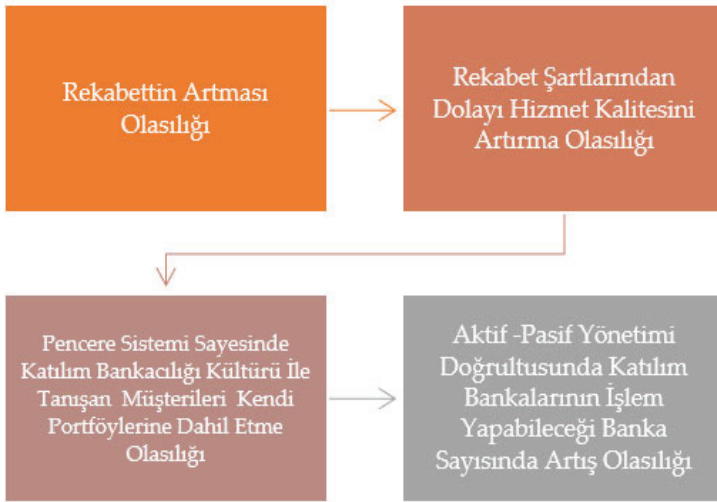 Rekabettin Artması
Olasılığı
Rekabet Şartlarından
Dolayı Hizmet Kalitesini
Artırma Olasılığı
Pencere Sistemi Sayesinde
Katılım Bankacılığı Kültürü İle
Tanışan Müşterileri Kendi
Portföylerine Dahil Etme
Olasılığı
Aktif -Pasif Yönetimi
Doğrultusunda Katılım
Bankalarının İşlem
Yapabileceği Banka
Sayısında Artış Olasılığı